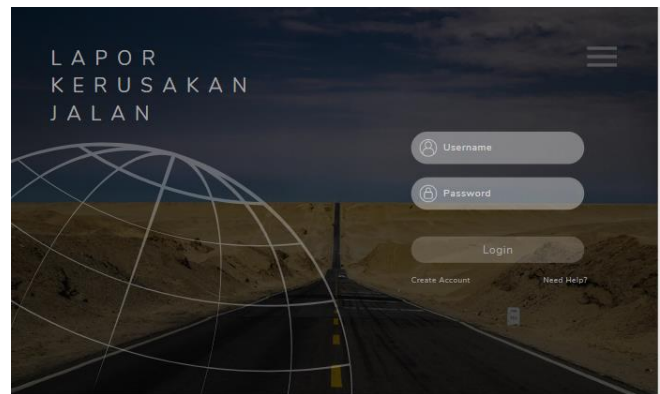 LAPOR
KERUSAKAN
JALAN
Username
Password
Login
Create Account
Need Help?